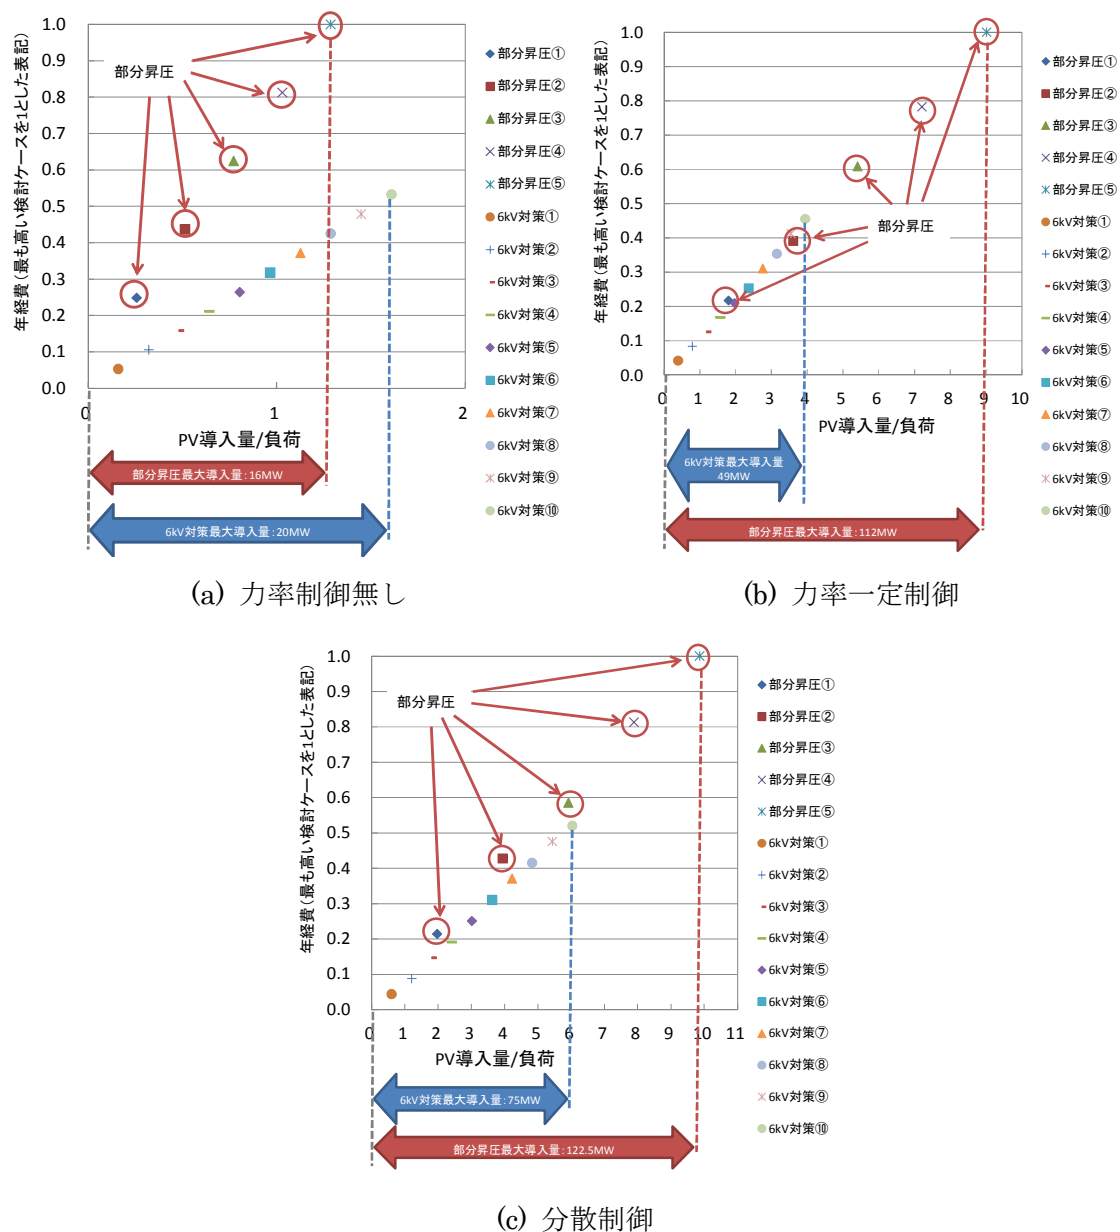 年経費(最も高い検討ケースを1とした表記)
1.0
0.9
0.8
0.7
0.6
0.5
0.4
0.3
0.2
0.1
0.0
部分昇圧
0
1
2
PV導入量/負荷
部分昇圧最大導入量:16MW
6kV対策最大導入量:20MW
部分昇圧①
部分昇圧②
部分昇圧③
部分昇圧④
部分昇圧⑤
6kV対策①
6kV対策②
6kV対策③
6kV対策④
6kV対策⑤
6kV対策⑥
6kV対策⑦
6kV対策⑧
6kV対策⑨
6kV対策⑩
(a) 力率制御無し
年経費(最も高い検討ケースを1とした表記)
1.0
0.9
0.8
0.7
0.6
0.5
0.4
0.3
0.2
0.1
0.0
部分昇圧
0 1 2 3 4 5 6 7 8 9 10
PV導入量/負荷
6kV対策最大導入量
49MW
部分昇圧最大導入量:112MW
部分昇圧①
部分昇圧②
部分昇圧③
部分昇圧④
部分昇圧⑤
6kV対策①
6kV対策②
6kV対策③
6kV対策④
6kV対策⑤
6kV対策⑥
6kV対策⑦
6kV対策⑧
6kV対策⑨
6kV対策⑩
(b) 力率一定制御
年経費(最も高い検討ケースを1とした表記)
1.0
0.9
0.8
0.7
0.6
0.5
0.4
0.3
0.2
0.1
0.0
部分昇圧
0 1 2 3 4 5 6 7 8 9 10 11
PV導入量/負荷
6kV対策最大導入量:75MW
部分昇圧最大導入量:122.5MW
部分昇圧①
部分昇圧②
部分昇圧③
部分昇圧④
部分昇圧⑤
6kV対策①
6kV対策②
6kV対策③
6kV対策④
6kV対策⑤
6kV対策⑥
6kV対策⑦
6kV対策⑧
6kV対策⑨
6kV対策⑩
(c) 分散制御